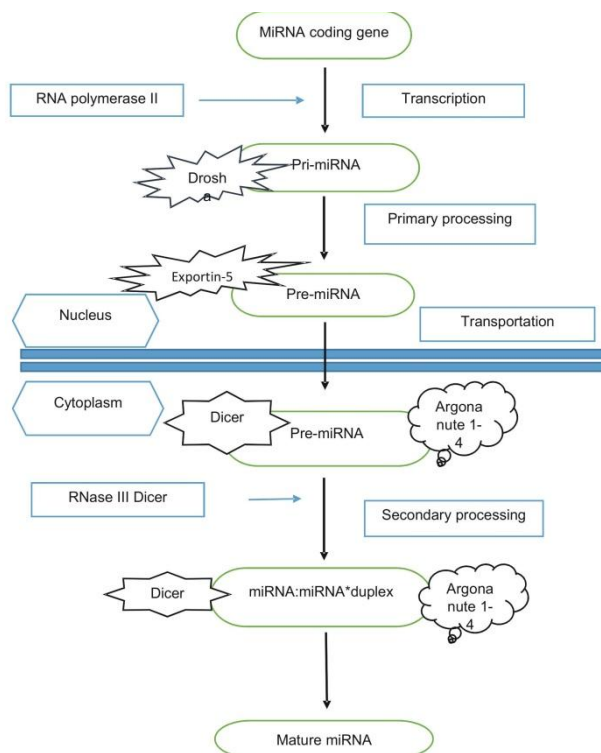 MiRNA coding gene
RNA polymerase II
Transcription
Pri-miRNA
Drosh
a
Primary processing
Exportin-5
Pre-miRNA
Nucleus
Transportation
Cytoplasm
Dicer
Pre-miRNA
Argona
nute 1-
4
RNase III Dicer
Secondary processing
Dicer
miRNA:miRNA*duplex
Argona
nute 1-
4
Mature miRNA